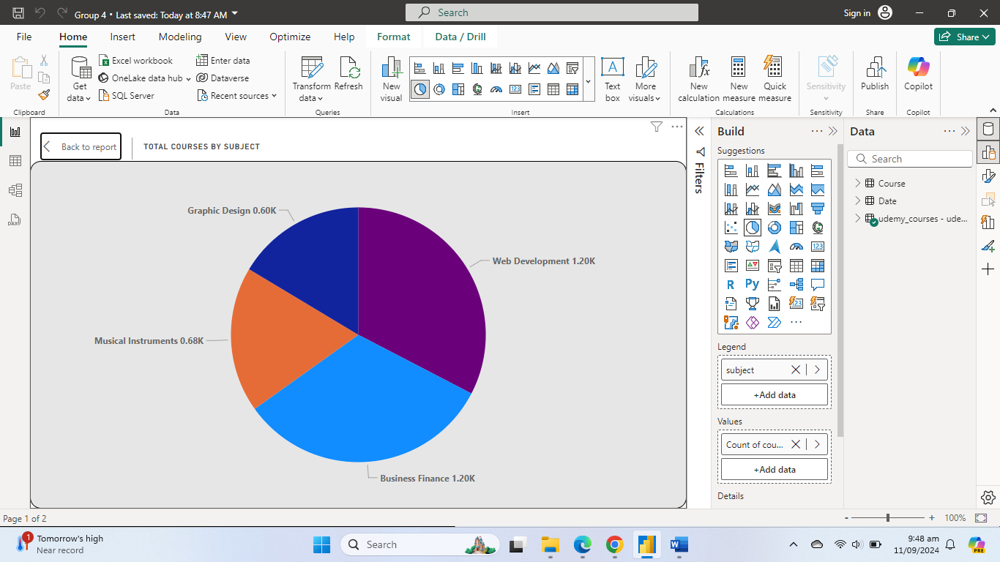 Group 4 • Last saved: Today at 8:47 AM
Search
Sign in
File
Home
Insert
Modeling
View
Optimize
Help
Format
Data / Drill
Share
Paste
Get data
Excel workbook
OneLake data hub
SQL Server
Enter data
Dataverse
Recent sources
Transform data
Refresh
New visual
Text box
More visuals
New calculation
New measure
Quick measure
Sensitivity
Publish
Copilot
Clipboard
Data
Queries
Insert
Calculations
Sensitivity
Share
Copilot
Back to report
TOTAL COURSES BY SUBJECT
Graphic Design 0.60K
Web Development 1.20K
Musical Instruments 0.68K
Business Finance 1.20K
Filters
Build
Suggestions
R
Py
Legend
subject
+Add data
Values
Count of cou...
+Add data
Details
Data
Search
Course
Date
udemy_courses - ude...
Page 1 of 2
100%
1
Tomorrow's high
Near record
Search
9:48 am
11/09/2024